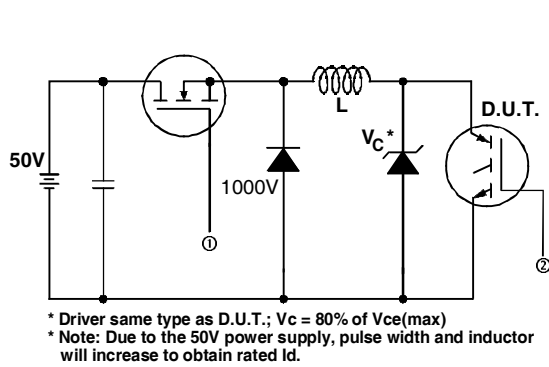 D.U.T.
L
V_C *
50V
1000V
①
②
* Driver same type as D.U.T.; Vc = 80% of Vce(max)
* Note: Due to the 50V power supply, pulse width and inductor
will increase to obtain rated Id.